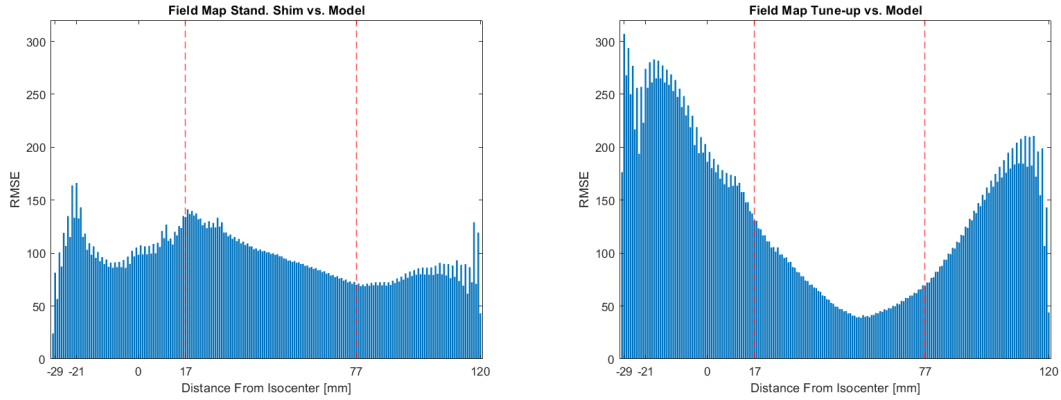 Field Map Stand. Shim vs. Model
300
250
200
150
100
50
0
RMSE
-29 -21 0 17 77 120
Distance From Isocenter [mm]
Field Map Tune-up vs. Model
300
250
200
150
100
50
0
RMSE
-29 -21 0 17 77 120
Distance From Isocenter [mm]